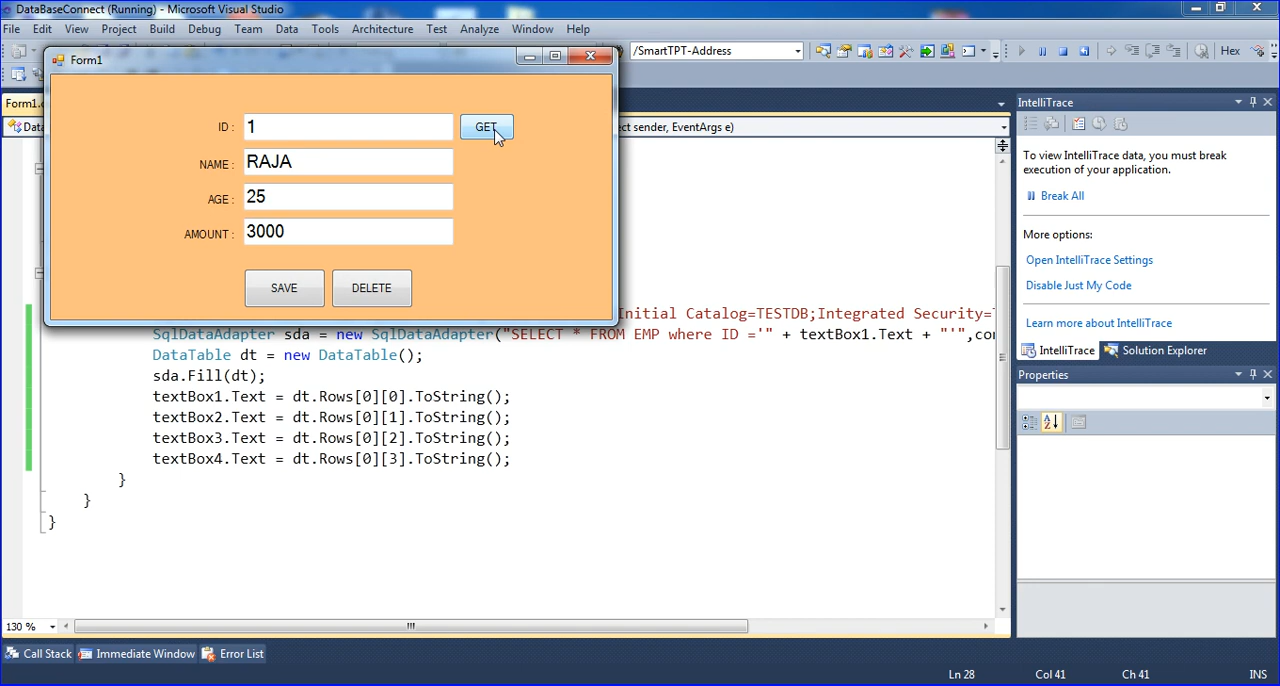 DataBaseConnect (Running) - Microsoft Visual Studio
File Edit View Project Build Debug Team Data Tools Architecture Test Analyze Window Help
/SmartTPT-Address
Hex
Form1
Form1.
Data
ect sender, EventArgs e)
ID :
1
GET
NAME :
RAJA
AGE :
25
AMOUNT :
3000
SAVE
DELETE
Initial Catalog=TESTDB;Integrated Security=
SqlDataAdapter sda = new SqlDataAdapter("SELECT * FROM EMP where ID ='" + textBox1.Text + "'",co
DataTable dt = new DataTable();
sda.Fill(dt);
textBox1.Text = dt.Rows[0][0].ToString();
textBox2.Text = dt.Rows[0][1].ToString();
textBox3.Text = dt.Rows[0][2].ToString();
textBox4.Text = dt.Rows[0][3].ToString();
}
}
}
IntelliTrace
To view IntelliTrace data, you must break
execution of your application.
Break All
More options:
Open IntelliTrace Settings
Disable Just My Code
Learn more about IntelliTrace
IntelliTrace Solution Explorer
Properties
130 %
Call Stack Immediate Window Error List
Ln 28 Col 41 Ch 41 INS